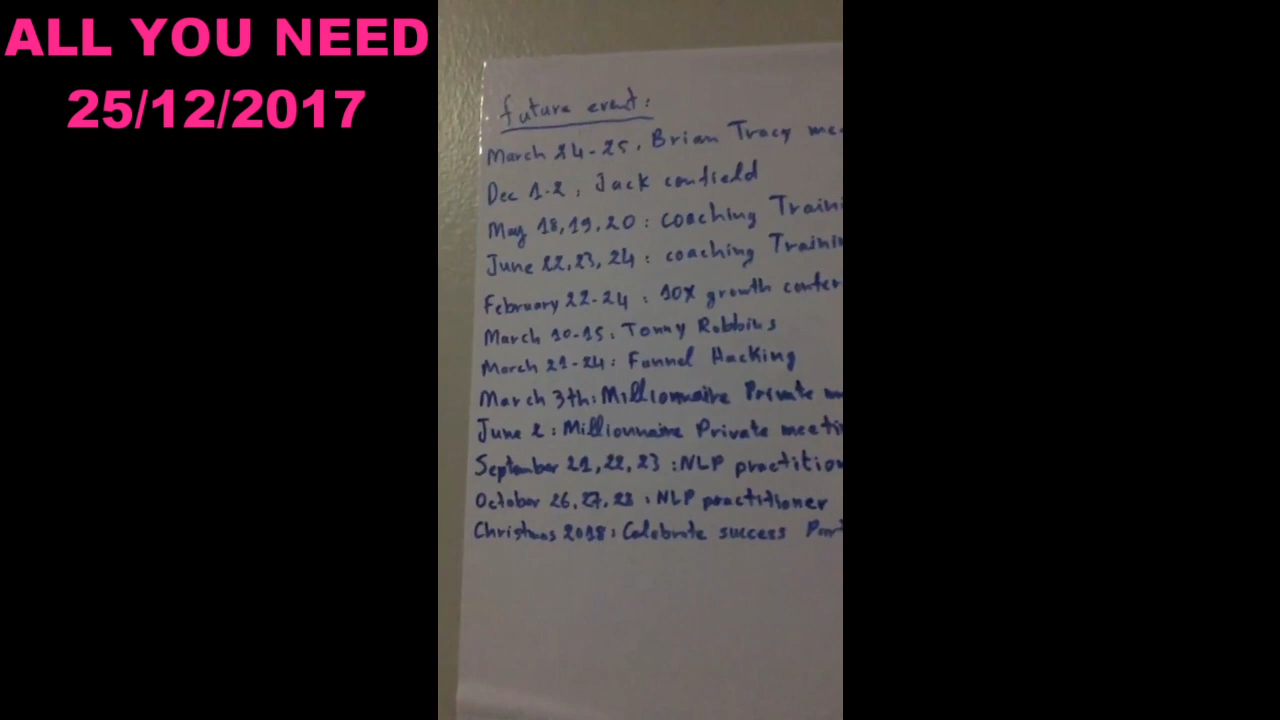 ALL YOU NEED
25/12/2017
future event:
March 24-25, Brian Tracy
Dec 1-2, Jack confield
May 18,19,20: coaching
June 22,23,24: coaching
February 22-24: 10X growth
March 10-15: Tonny Robbins
March 21-24: Funnel Hacking
March 3th: Millionnaire Private
June 2: Millionnaire Private
September 21,22,23: NLP
October 26,27,28: NLP practitioner
Christmas 2018: Celebrate success